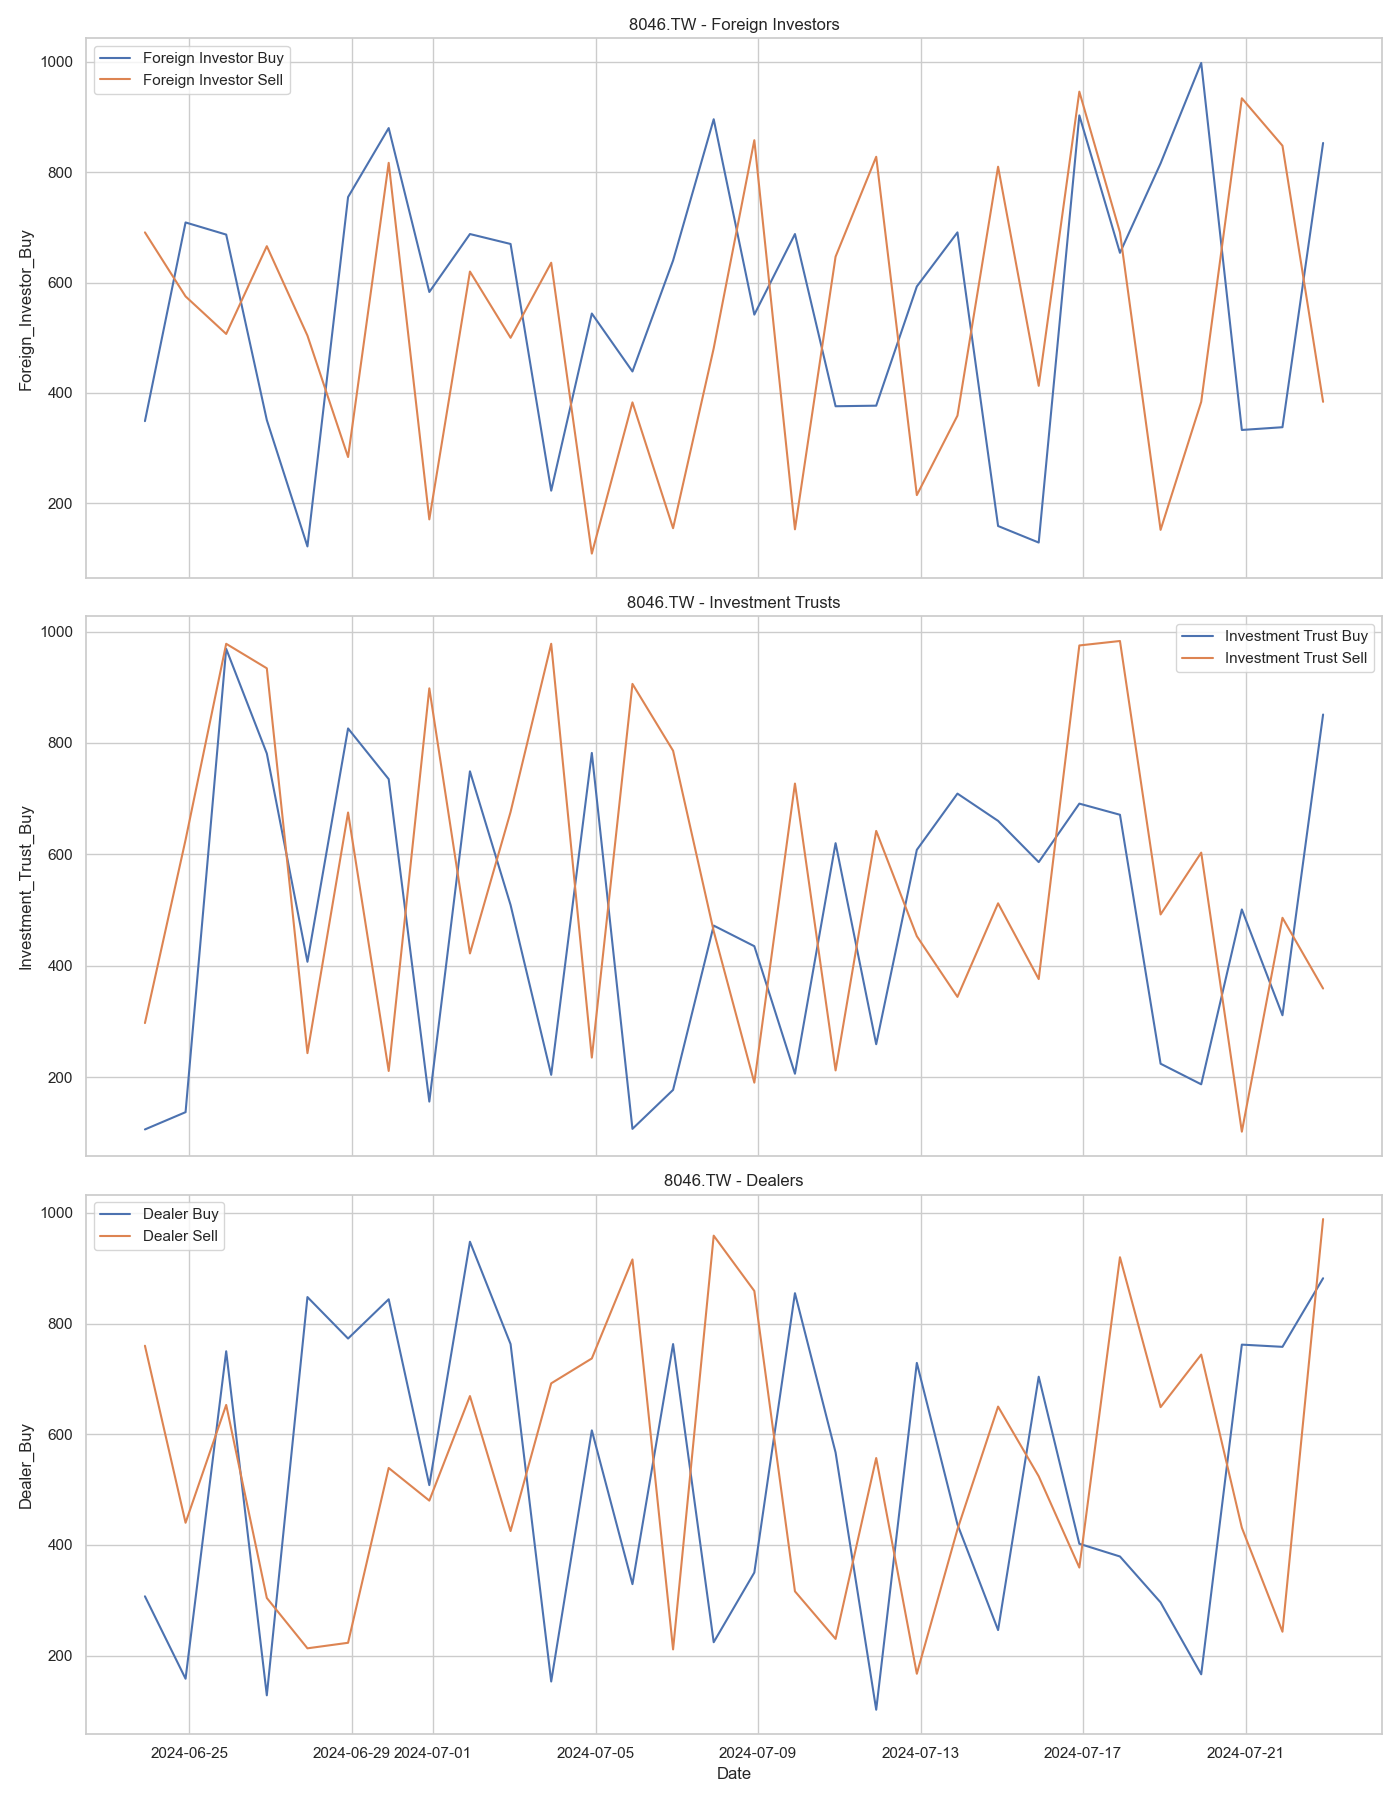 8046.TW - Foreign Investors
Foreign Investor Buy
Foreign Investor Sell
1000
800
600
400
200
Foreign_Investor_Buy
8046.TW - Investment Trusts
Investment Trust Buy
Investment Trust Sell
1000
800
600
400
200
Investment_Trust_Buy
8046.TW - Dealers
Dealer Buy
Dealer Sell
1000
800
600
400
200
Dealer_Buy
2024-06-25 2024-06-29 2024-07-01 2024-07-05 2024-07-09 2024-07-13 2024-07-17 2024-07-21
Date